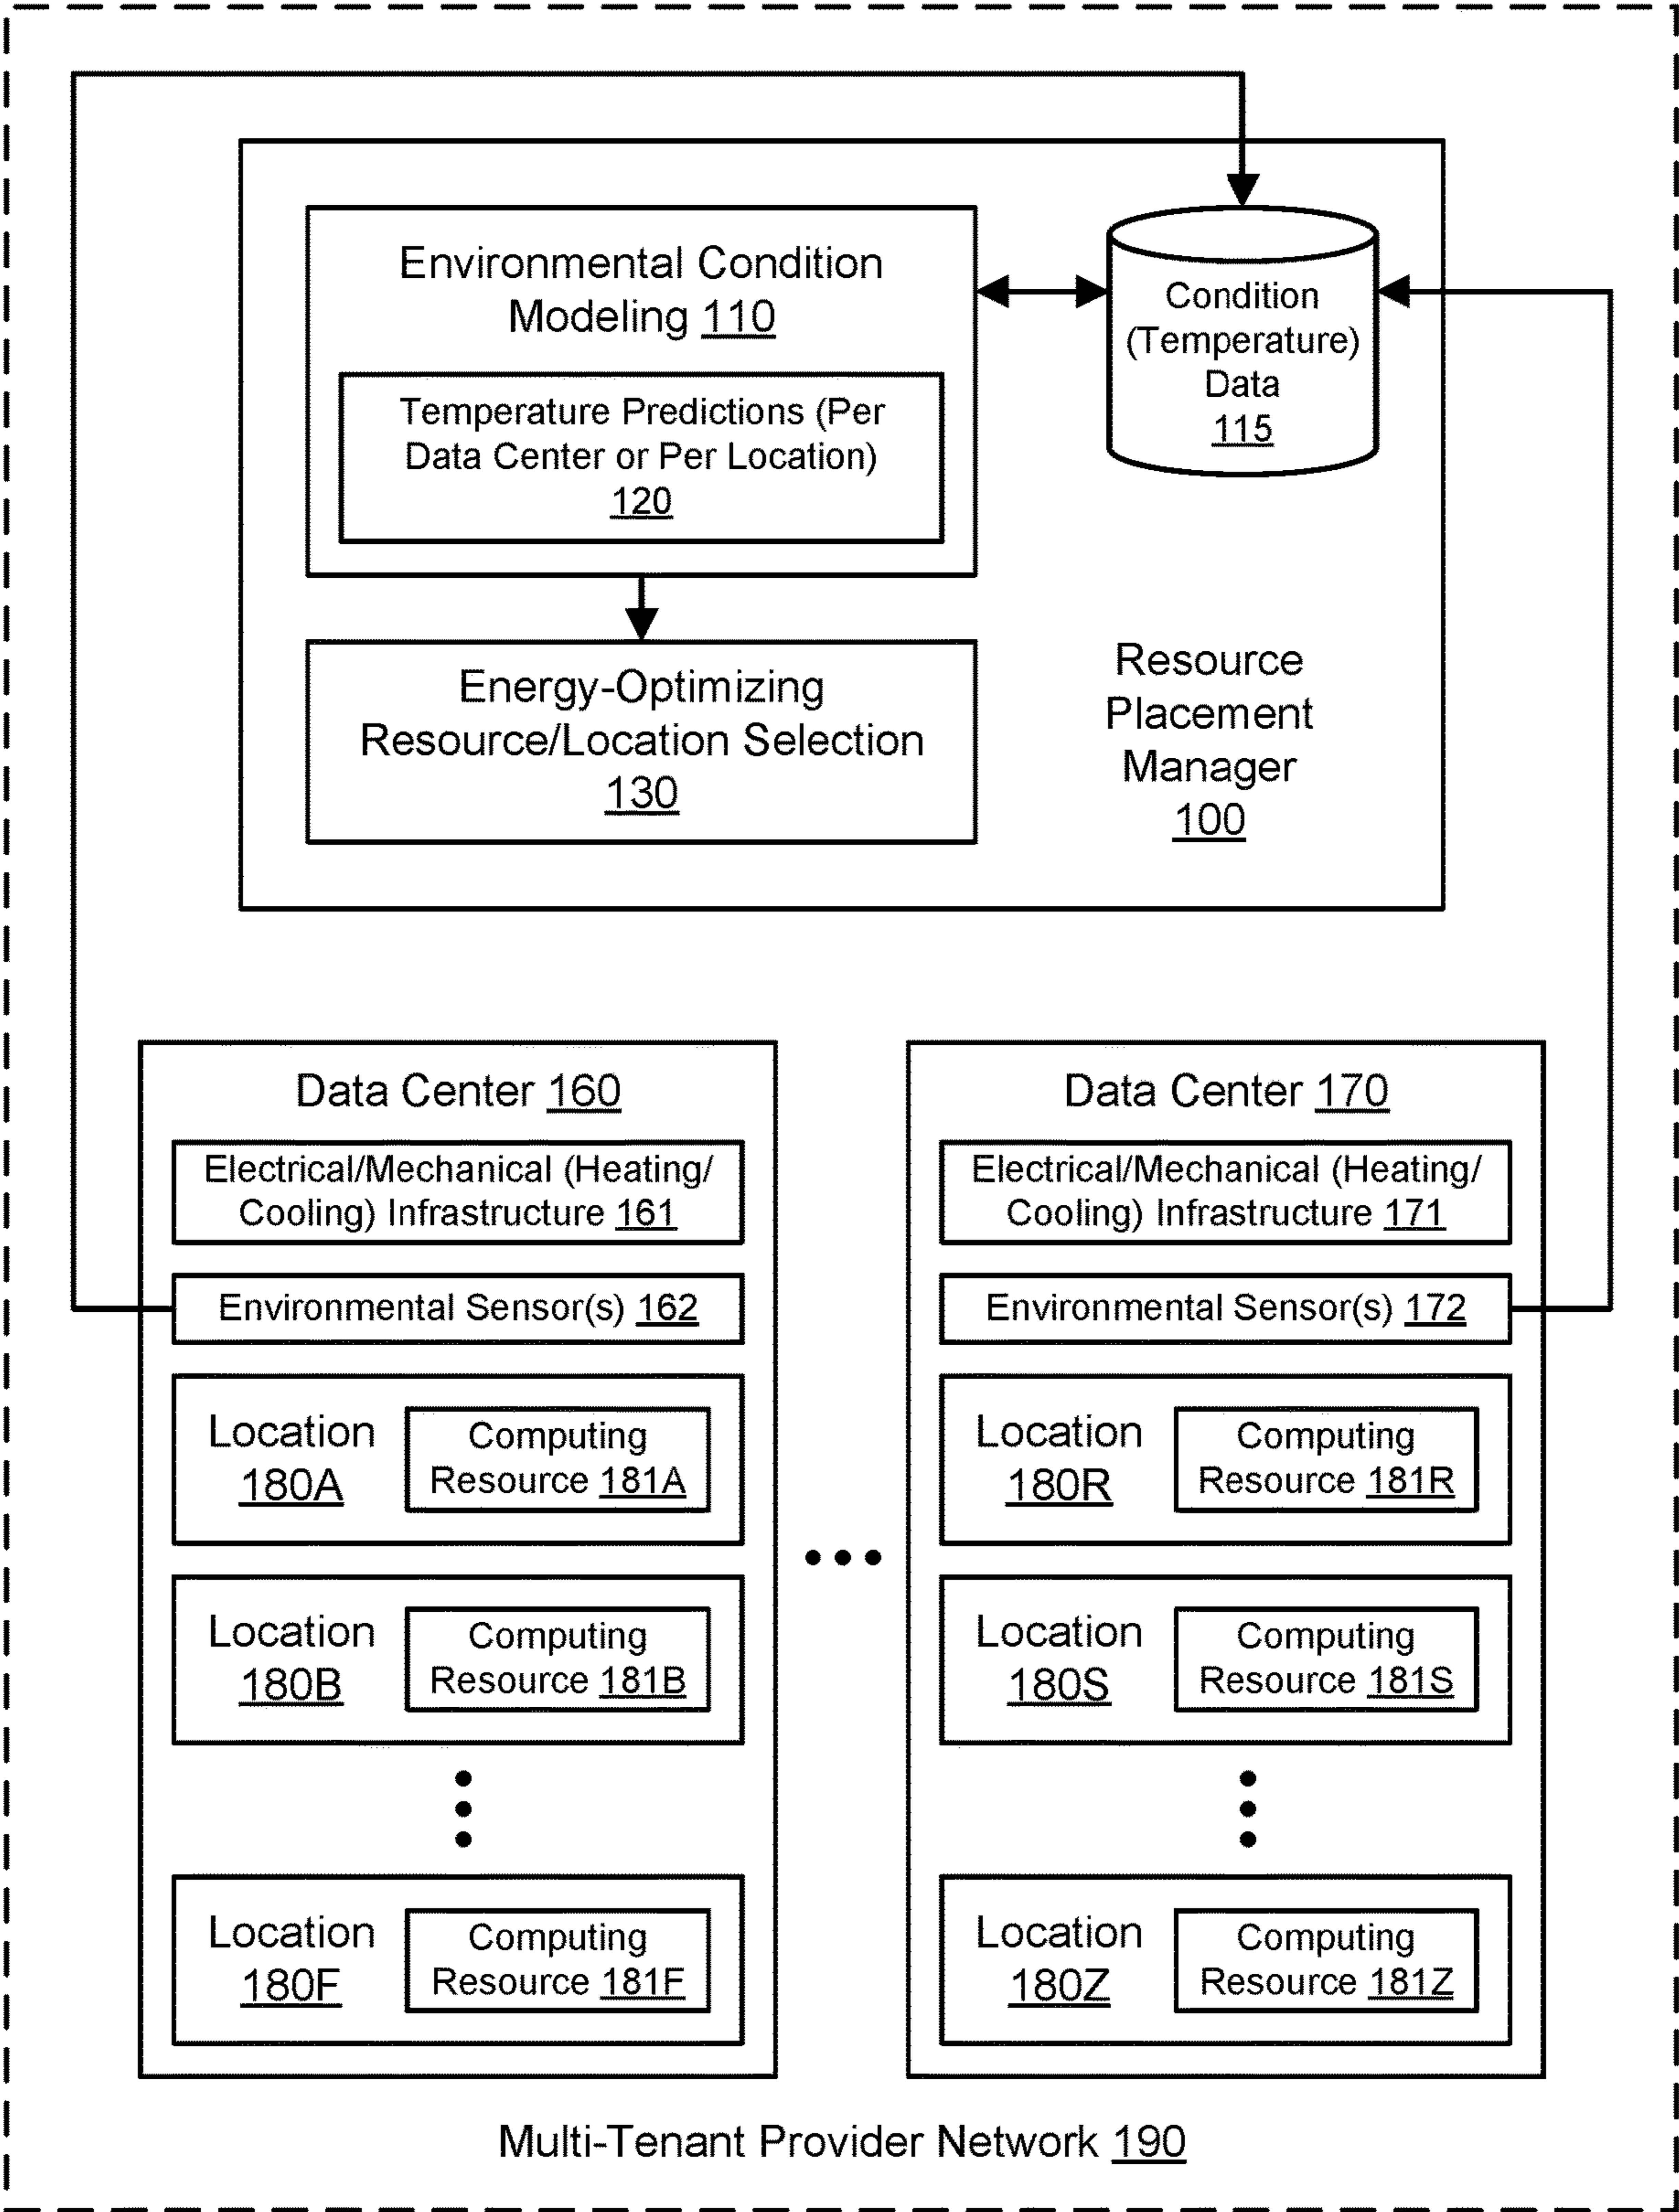 Environmental Condition
Modeling 110
Temperature Predictions (Per
Data Center or Per Location)
120
Condition
(Temperature)
Data
115
Energy-Optimizing
Resource/Location Selection
130
Resource
Placement
Manager
100
Data Center 160
Electrical/Mechanical (Heating/
Cooling) Infrastructure 161
Environmental Sensor(s) 162
Location
180A
Computing
Resource 181A
Location
180B
Computing
Resource 181B
Location
180F
Computing
Resource 181F
Data Center 170
Electrical/Mechanical (Heating/
Cooling) Infrastructure 171
Environmental Sensor(s) 172
Location
180R
Computing
Resource 181R
Location
180S
Computing
Resource 181S
Location
180Z
Computing
Resource 181Z
Multi-Tenant Provider Network 190